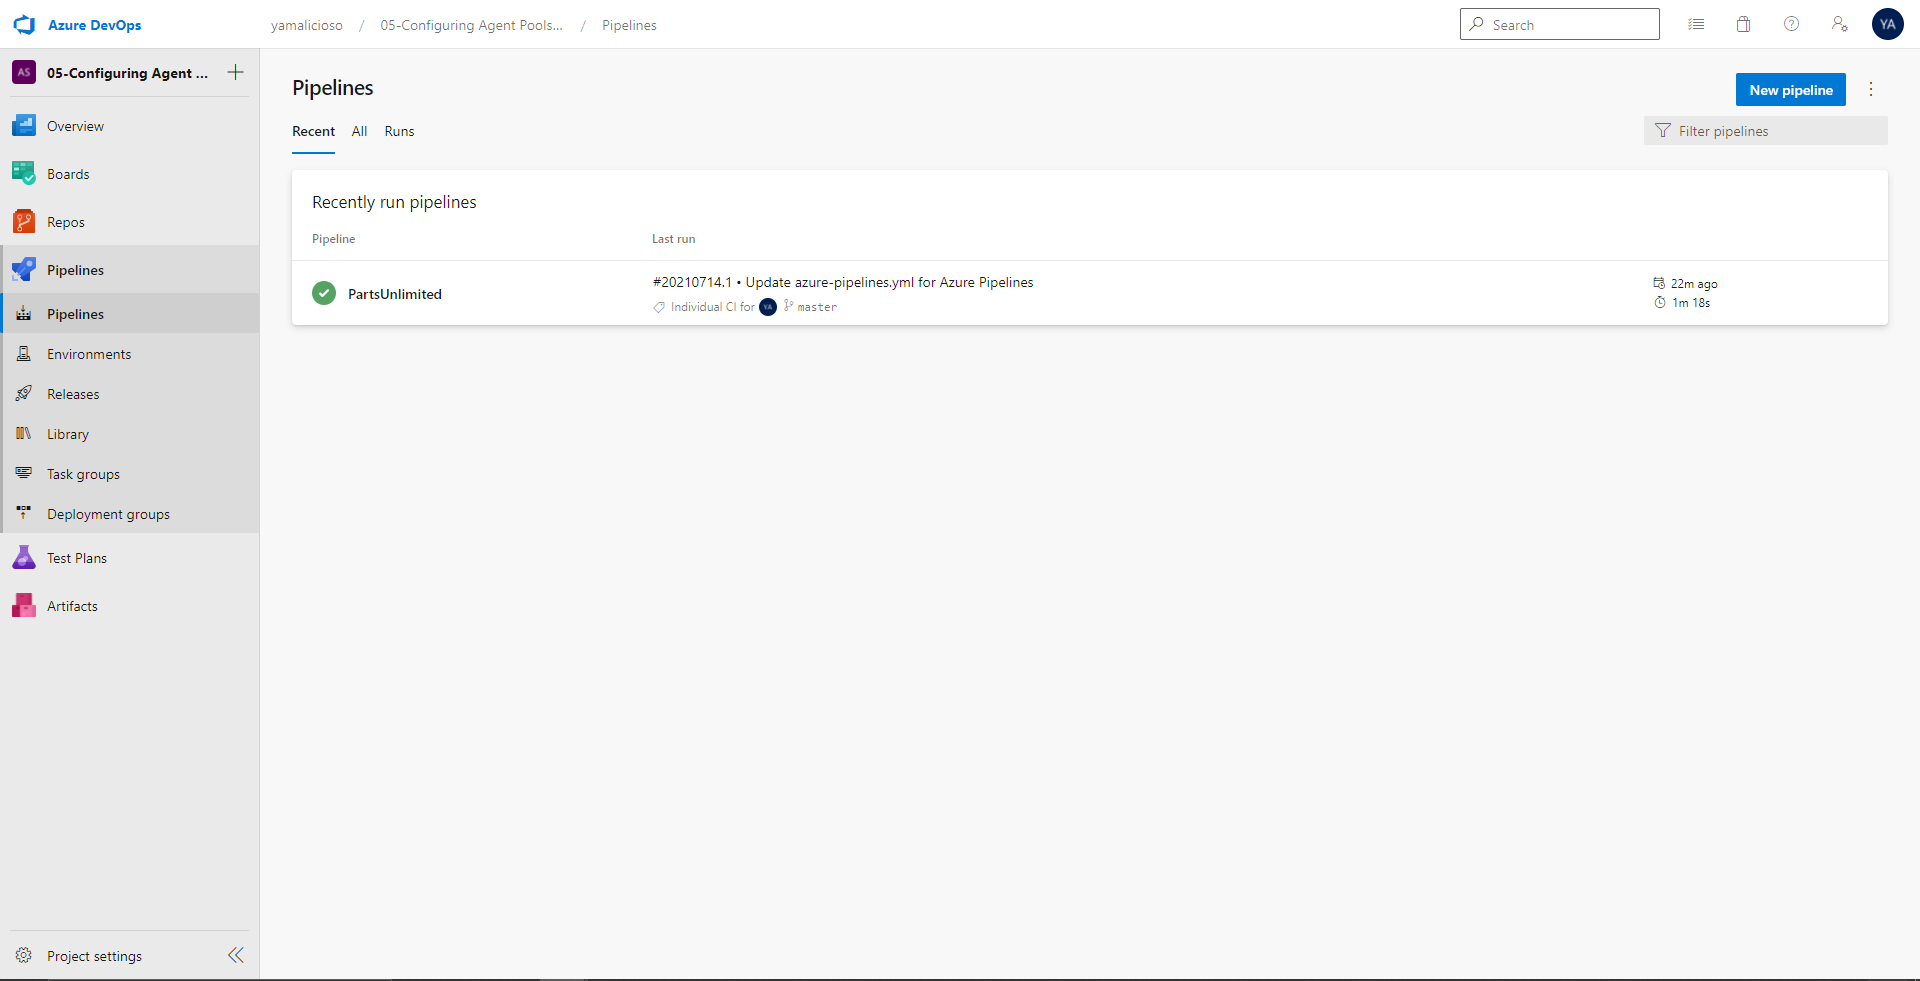 Azure DevOps
yamalicioso / 05-Configuring Agent Pools... / Pipelines
Search
YA
AS 05-Configuring Agent ...
Overview
Boards
Repos
Pipelines
Pipelines
Environments
Releases
Library
Task groups
Deployment groups
Test Plans
Artifacts
Project settings
Pipelines
New pipeline
Recent All Runs
Filter pipelines
Recently run pipelines
Pipeline Last run
PartsUnlimited
#20210714.1 • Update azure-pipelines.yml for Azure Pipelines
Individual CI for YA master
22m ago
1m 18s